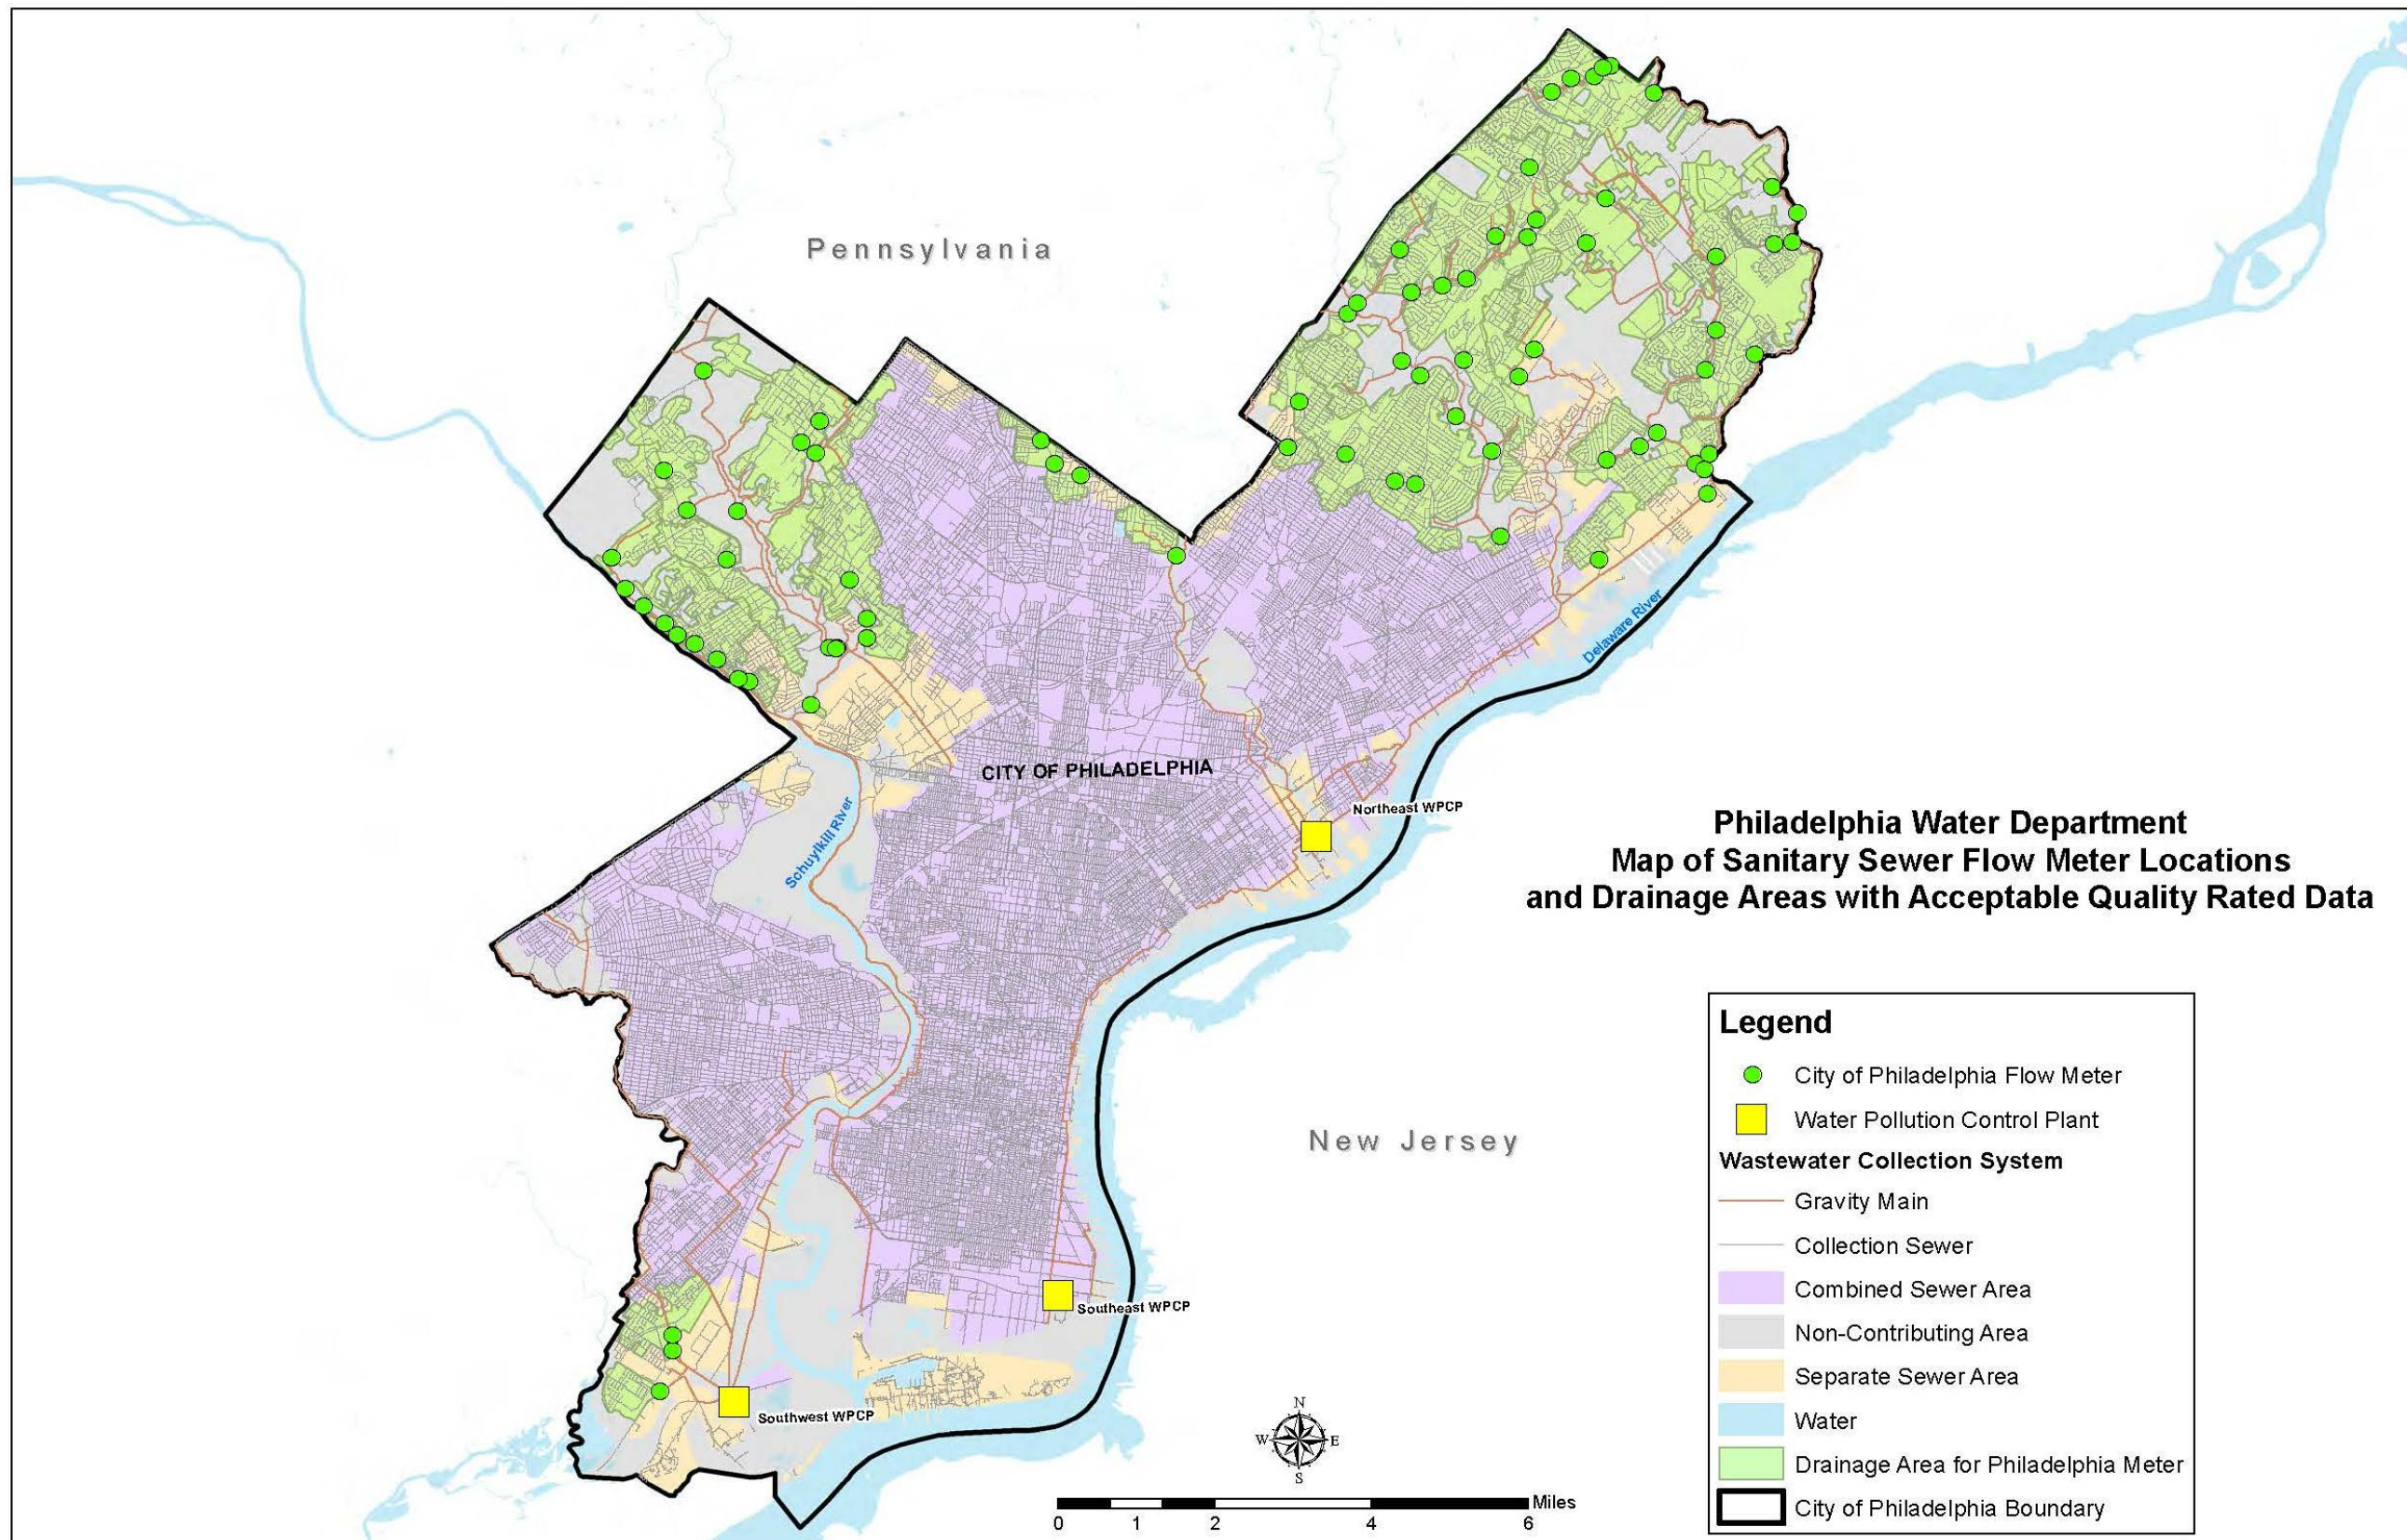 Pennsylvania
CITY OF PHILADELPHIA
Schuylkill River
Delaware River
Northeast WPCP
Philadelphia Water Department
Map of Sanitary Sewer Flow Meter Locations
and Drainage Areas with Acceptable Quality Rated Data
New Jersey
Southeast WPCP
Southwest WPCP
Legend
City of Philadelphia Flow Meter
Water Pollution Control Plant
Wastewater Collection System
Gravity Main
Collection Sewer
Combined Sewer Area
Non-Contributing Area
Separate Sewer Area
Water
Drainage Area for Philadelphia Meter
City of Philadelphia Boundary
N
W E
S
Miles
0 1 2 4 6